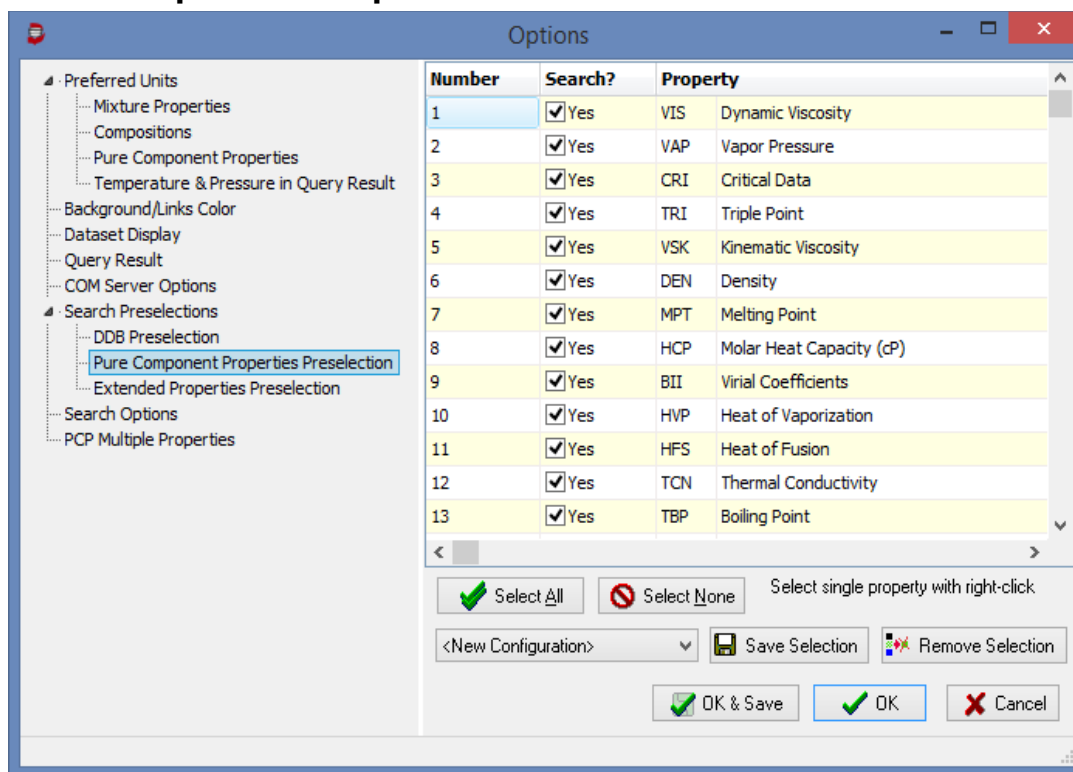 Options
Preferred Units
Mixture Properties
Compositions
Pure Component Properties
Temperature & Pressure in Query Result
Background/Links Color
Dataset Display
Query Result
COM Server Options
Search Preselections
DDB Preselection
Pure Component Properties Preselection
Extended Properties Preselection
Search Options
PCP Multiple Properties
Number Search? Property
1 Yes VIS Dynamic Viscosity
2 Yes VAP Vapor Pressure
3 Yes CRI Critical Data
4 Yes TRI Triple Point
5 Yes VSK Kinematic Viscosity
6 Yes DEN Density
7 Yes MPT Melting Point
8 Yes HCP Molar Heat Capacity (cP)
9 Yes BII Virial Coefficients
10 Yes HVP Heat of Vaporization
11 Yes HFS Heat of Fusion
12 Yes TCN Thermal Conductivity
13 Yes TBP Boiling Point
Select All Select None Select single property with right-click
<New Configuration> Save Selection Remove Selection
OK & Save OK Cancel